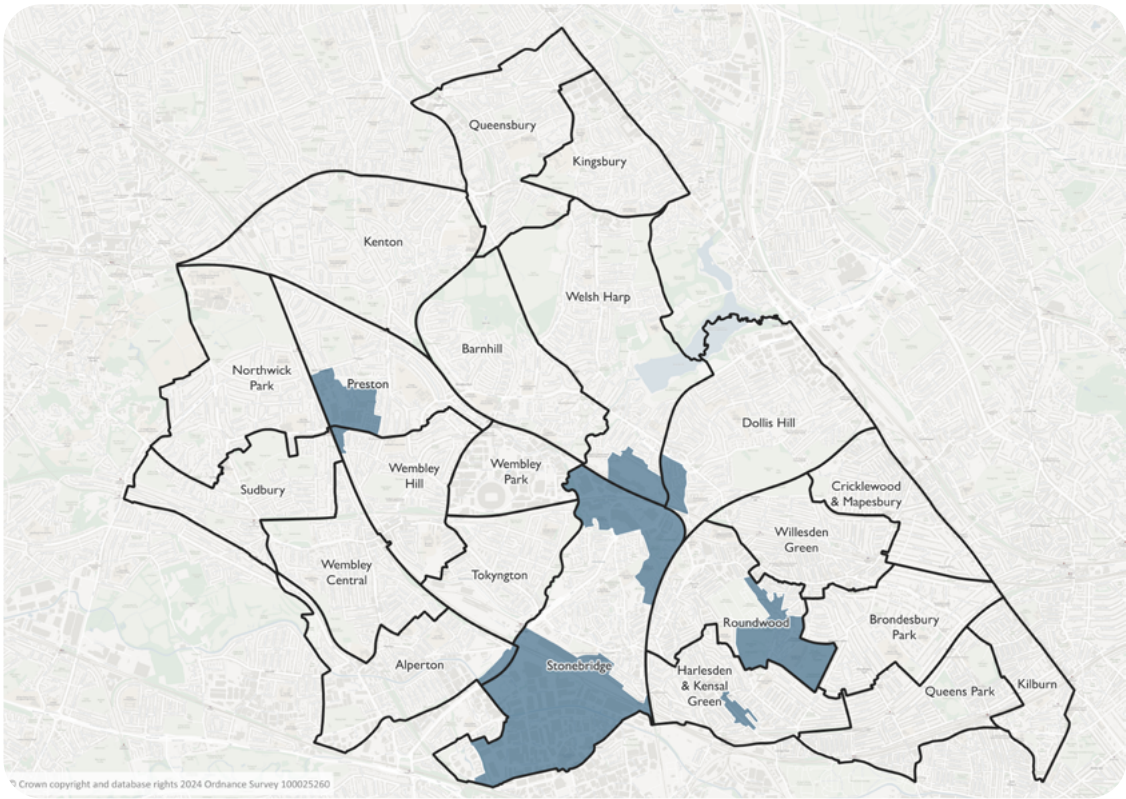 Queensbury
Kingsbury
Kenton
Welsh Harp
Barnhill
Northwick
Park
Preston
Dollis Hill
Wembley
Hill
Wembley
Park
Sudbury
Cricklewood
& Mapesbury
Willesden
Green
Wembley
Central
Tokyngton
Roundwood
Brondesbury
Park
Alperton
Stonebridge
Harlesden
& Kensal
Green
Queens Park
Kilburn
© Crown copyright and database rights 2024 Ordnance Survey 100025260